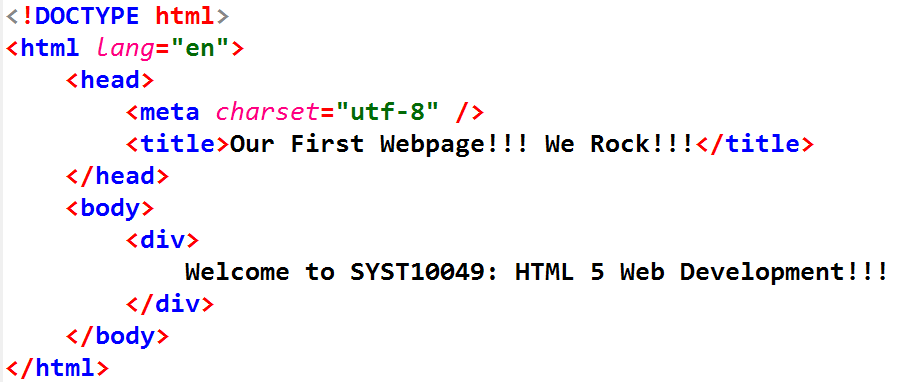 <!DOCTYPE html>
<html lang="en">
    <head>
        <meta charset="utf-8" />
        <title>Our First Webpage!!! We Rock!!!</title>
    </head>
    <body>
        <div>
            Welcome to SYST10049: HTML 5 Web Development!!!
        </div>
    </body>
</html>